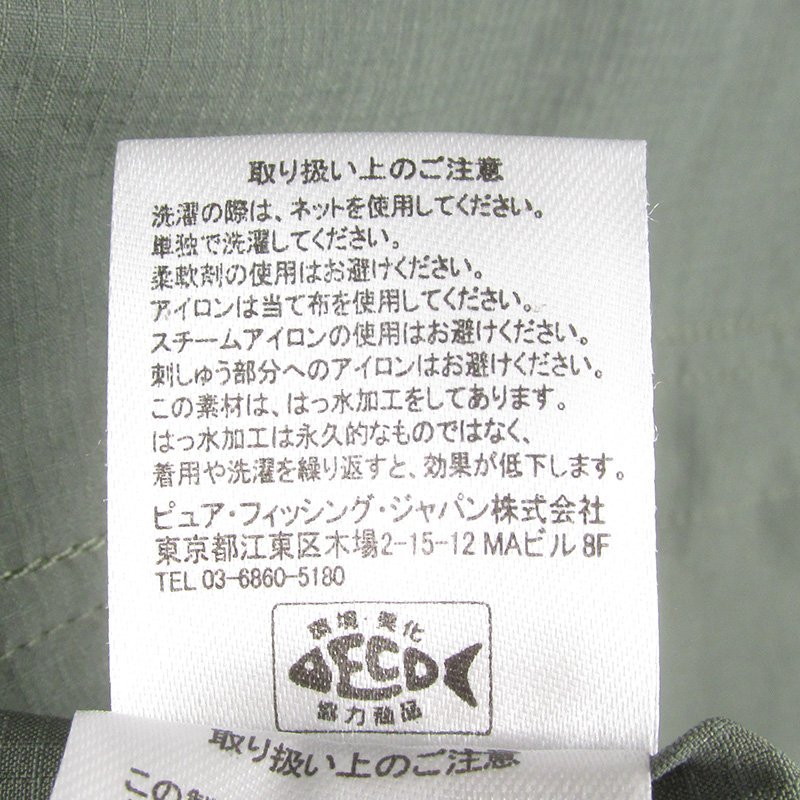 取り扱い上のご注意
洗濯の際は、ネットを使用してください。
単独で洗濯してください。
柔軟剤の使用はお避けください。
アイロンは当て布を使用してください。
スチームアイロンの使用はお避けください。
刺しゅう部分へのアイロンはお避けください。
この素材は、はっ水加工をしてあります。
はっ水加工は永久的なものではなく、
着用や洗濯を繰り返すと、効果が低下します。
ピュア・フィッシング・ジャパン株式会社
東京都江東区木場2-15-12 MAビル 8F
TEL 03-6860-5180
環境・美化
ECO
協力商品
取り扱い上のご注意
この製